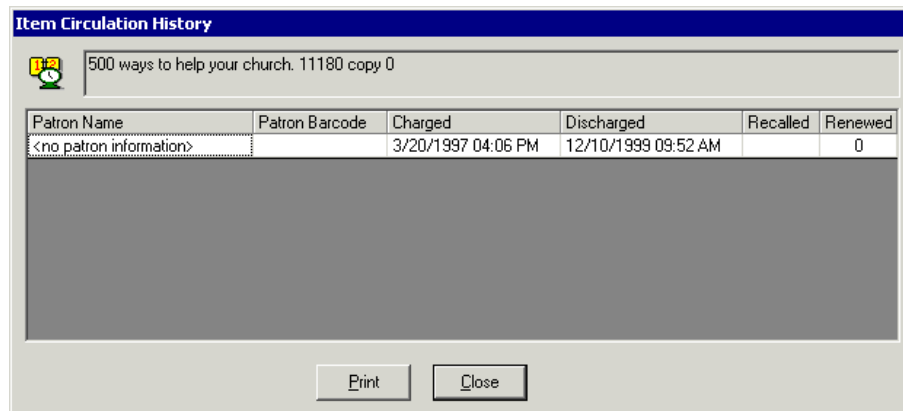 Item Circulation History
500 ways to help your church. 11180 copy 0
Patron Name Patron Barcode Charged Discharged Recalled Renewed
<no patron information> 3/20/1997 04:06 PM 12/10/1999 09:52 AM 0
Print Close